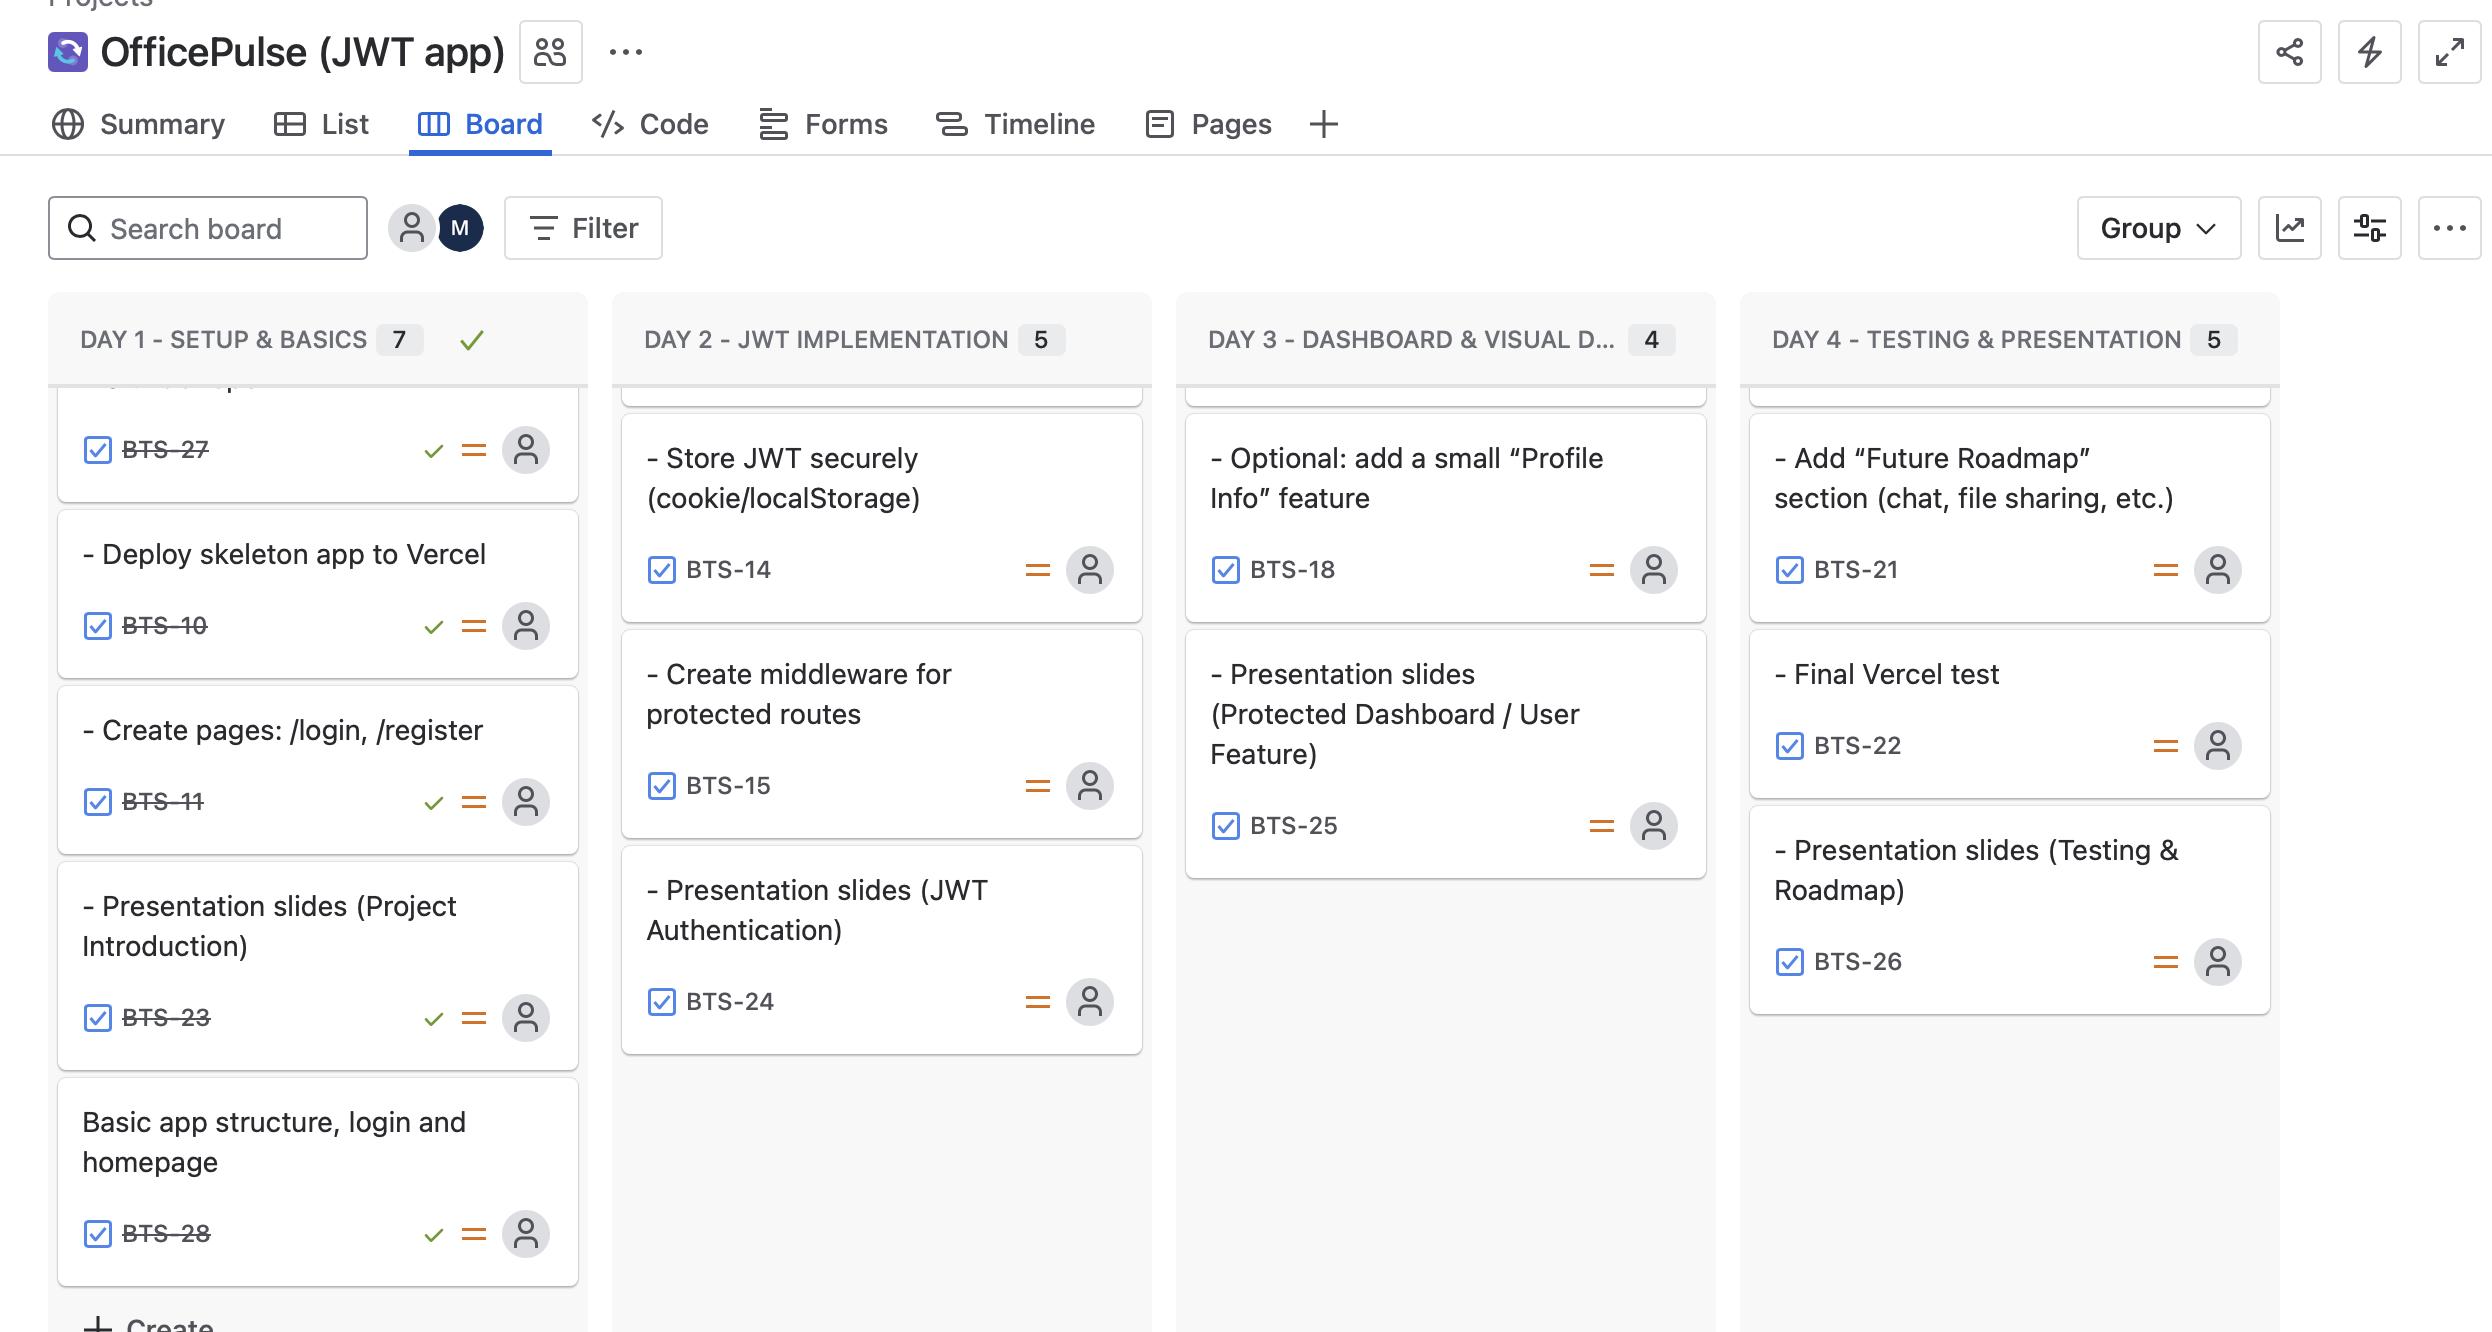 Projects
OfficePulse (JWT app)
Summary
List
Board
Code
Forms
Timeline
Pages
Search board
M
Filter
Group
DAY 1 - SETUP & BASICS 7
BTS-27
- Deploy skeleton app to Vercel
BTS-10
- Create pages: /login, /register
BTS-11
- Presentation slides (Project
Introduction)
BTS-23
Basic app structure, login and
homepage
BTS-28
Create
DAY 2 - JWT IMPLEMENTATION 5
- Store JWT securely
(cookie/localStorage)
BTS-14
- Create middleware for
protected routes
BTS-15
- Presentation slides (JWT
Authentication)
BTS-24
DAY 3 - DASHBOARD & VISUAL D... 4
- Optional: add a small “Profile
Info” feature
BTS-18
- Presentation slides
(Protected Dashboard / User
Feature)
BTS-25
DAY 4 - TESTING & PRESENTATION 5
- Add “Future Roadmap”
section (chat, file sharing, etc.)
BTS-21
- Final Vercel test
BTS-22
- Presentation slides (Testing &
Roadmap)
BTS-26